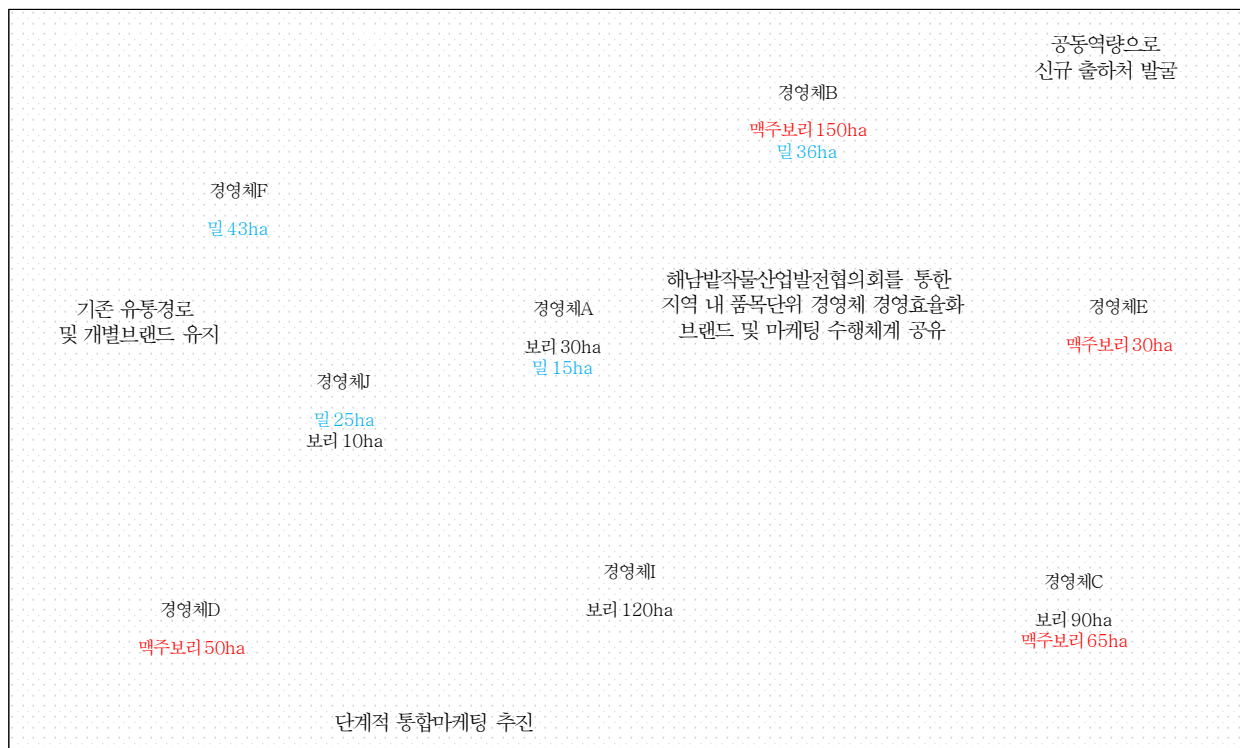 공동역량으로
신규 출하처 발굴
경영체B
맥주보리 150ha
밀 36ha
경영체F
밀 43ha
해남밭작물산업발전협의회를 통한
지역 내 품목단위 경영체 경영효율화
브랜드 및 마케팅 수행체계 공유
기존 유통경로
및 개별브랜드 유지
경영체A
보리 30ha
밀 15ha
경영체E
맥주보리 30ha
경영체J
밀 25ha
보리 10ha
경영체I
보리 120ha
경영체C
보리 90ha
맥주보리 65ha
경영체D
맥주보리 50ha
단계적 통합마케팅 추진